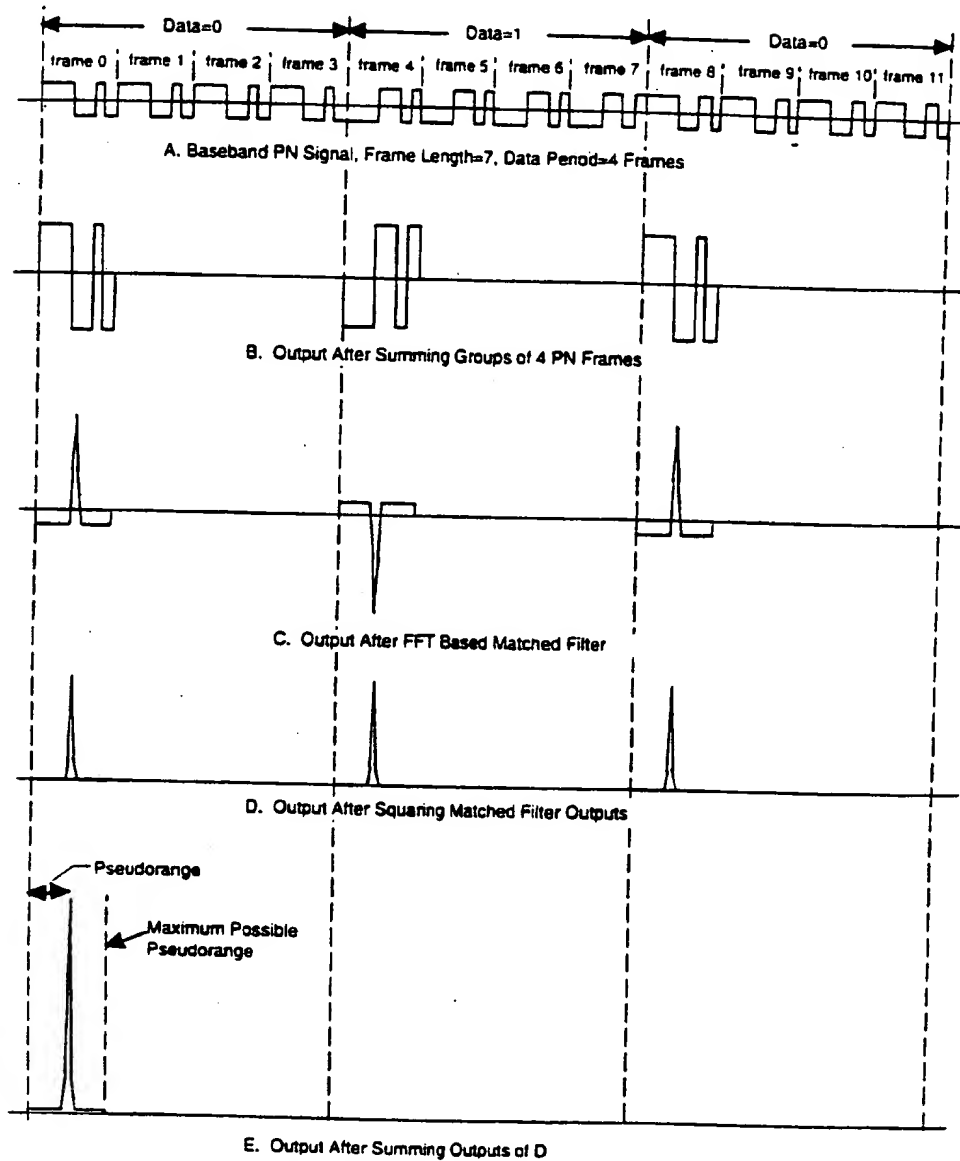 Data=0 Data=1 Data=0
frame 0 frame 1 frame 2 frame 3 frame 4 frame 5 frame 6 frame 7 frame 8 frame 9 frame 10 frame 11
A. Baseband PN Signal, Frame Length=7, Data Period=4 Frames
B. Output After Summing Groups of 4 PN Frames
C. Output After FFT Based Matched Filter
D. Output After Squaring Matched Filter Outputs
Pseudorange
Maximum Possible
Pseudorange
E. Output After Summing Outputs of D